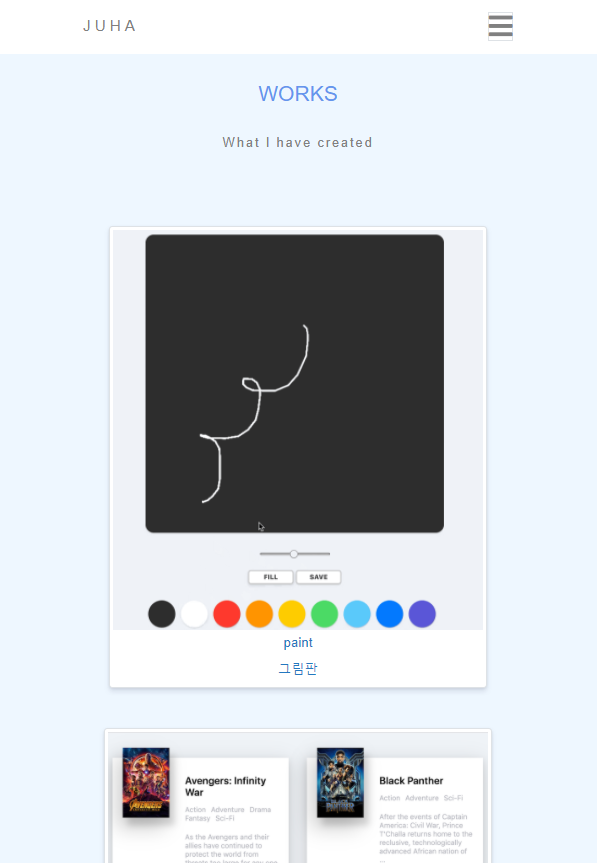 JUHA
WORKS
What I have created
FILL SAVE
paint
그림판
AVENGERS
Avengers: Infinity
War
Action Adventure Drama
Fantasy Sci-Fi
As the Avengers and their
allies have continued to
protect the world from
Black Panther
Action Adventure Sci-Fi
After the events of Captain
America: Civil War, Prince
T'Challa returns home to the
reclusive, technologically
advanced African nation of
...